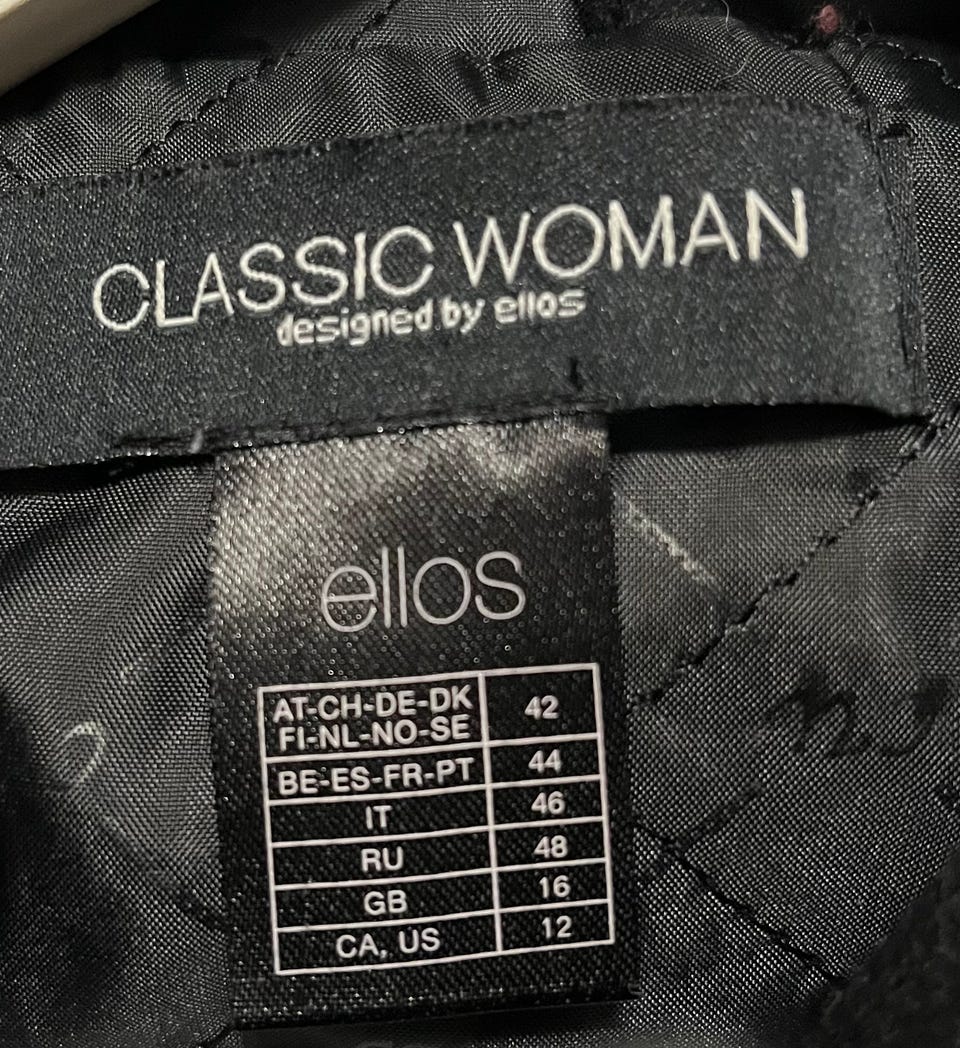 CLASSIC WOMAN
designed by ellos
ellos
AT-CH-DE-DK 42
FI-NL-NO-SE
BE-ES-FR-PT 44
IT 46
RU 48
GB 16
CA, US 12